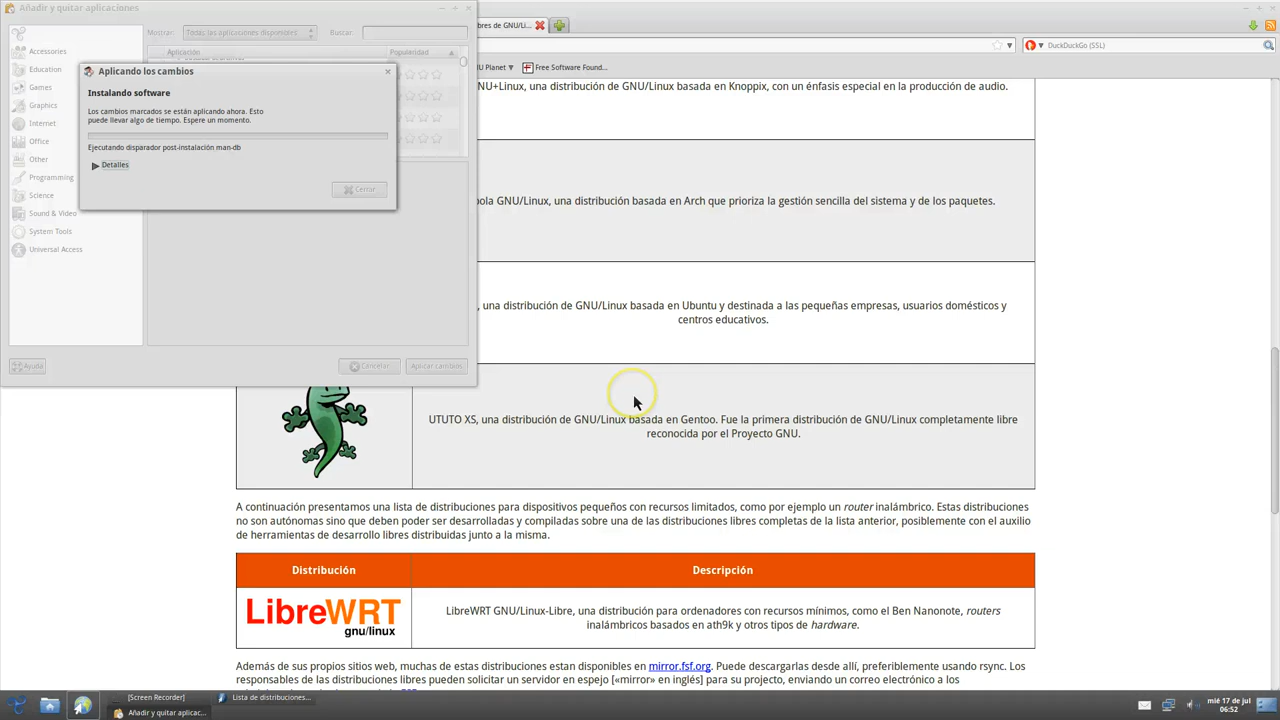 Añadir y quitar aplicaciones
Mostrar:
Todas las aplicaciones disponibles
Buscar:
Aplicación
Popularidad
Accessories
Education
Games
Graphics
Internet
Office
Other
Programming
Science
Sound & Video
System Tools
Universal Access
Ayuda
Cancelar
Aplicar cambios
Aplicando los cambios
Instalando software
Los cambios marcados se están aplicando ahora. Esto
puede llevar algo de tiempo. Espere un momento.
Ejecutando disparador post-instalación man-db
Detalles
Cerrar
bres de GNU/Li...
DuckDuckGo (SSL)
NU Planet
Free Software Found...
NU+Linux, una distribución de GNU/Linux basada en Knoppix, con un énfasis especial en la producción de audio.
ola GNU/Linux, una distribución basada en Arch que prioriza la gestión sencilla del sistema y de los paquetes.
, una distribución de GNU/Linux basada en Ubuntu y destinada a las pequeñas empresas, usuarios domésticos y
centros educativos.
UTUTO XS, una distribución de GNU/Linux basada en Gentoo. Fue la primera distribución de GNU/Linux completamente libre
reconocida por el Proyecto GNU.
A continuación presentamos una lista de distribuciones para dispositivos pequeños con recursos limitados, como por ejemplo un router inalámbrico. Estas distribuciones
no son autónomas sino que deben poder ser desarrolladas y compiladas sobre una de las distribuciones libres completas de la lista anterior, posiblemente con el auxilio
de herramientas de desarrollo libres distribuidas junto a la misma.
Distribución
Descripción
LibreWRT
gnu/linux
LibreWRT GNU/Linux-Libre, una distribución para ordenadores con recursos mínimos, como el Ben Nanonote, routers
inalámbricos basados en ath9k y otros tipos de hardware.
Además de sus propios sitios web, muchas de estas distribuciones estan disponibles en mirror.fsf.org. Puede descargarlas desde allí, preferiblemente usando rsync. Los
responsables de las distribuciones libres pueden solicitar un servidor en espejo [«mirror» en inglés] para su proyecto, enviando un correo electrónico a los
[Screen Recorder]
Lista de distribuciones...
Añadir y quitar aplicac...
mié 17 de jul
06:52